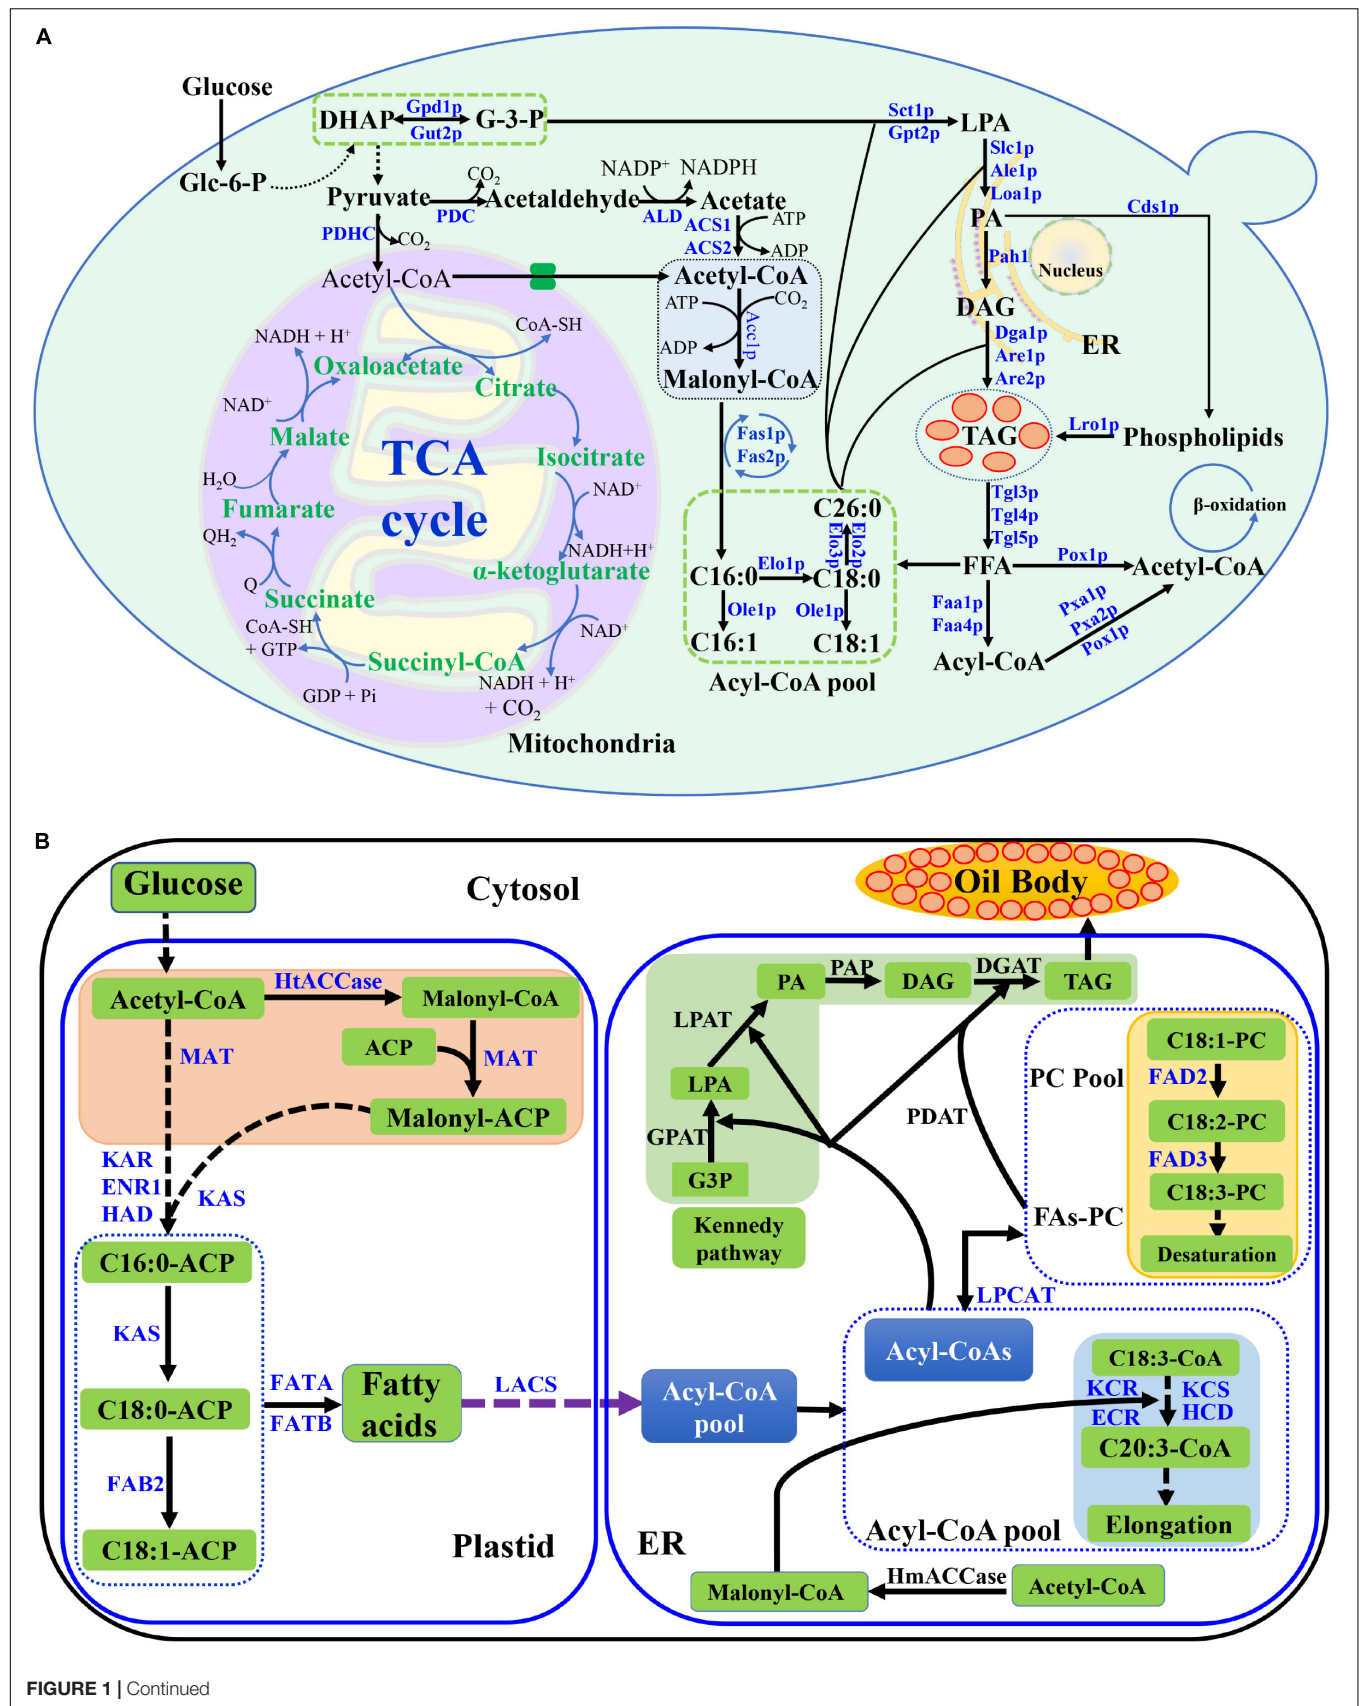 A
Glucose
Glc-6-P
DHAP
Gpd1p
Gut2p
G-3-P
Sct1p
Gpt2p
LPA
Slc1p
Ale1p
Loa1p
PA
Cds1p
Pah1
Nucleus
DAG
ER
Dga1p
Are1p
Are2p
TAG
Lro1p
Phospholipids
Tgl3p
Tgl4p
Tgl5p
β-oxidation
FFA
Pox1p
Acetyl-CoA
Faa1p
Faa4p
Pxa1p
Pxa2p
Pox1p
Acyl-CoA
Pyruvate
CO2
PDC
Acetaldehyde
NADP+
NADPH
ALD
Acetate
PDHC
CO2
ACS1
ACS2
ATP
ADP
Acetyl-CoA
Acetyl-CoA
ATP
CO2
Acc1p
ADP
Malonyl-CoA
Fas1p
Fas2p
C26:0
Elo3p
Elo2p
C16:0
Elo1p
C18:0
Ole1p
Ole1p
C16:1
C18:1
Acyl-CoA pool
NADH + H+
CoA-SH
Oxaloacetate
Citrate
NAD+
Malate
TCA
cycle
Isocitrate
H2O
NAD+
Fumarate
QH2
NADH+H+
α-ketoglutarate
Q
Succinate
CoA-SH
+ GTP
NAD+
Succinyl-CoA
GDP + Pi
NADH + H+
+ CO2
Mitochondria
B
Glucose
Cytosol
Oil Body
Acetyl-CoA
HtACCase
Malonyl-CoA
MAT
ACP
MAT
Malonyl-ACP
KAR
ENR1
HAD
KAS
C16:0-ACP
KAS
C18:0-ACP
FATA
FATB
Fatty
acids
LACS
FAB2
C18:1-ACP
Plastid
PA
PAP
DAG
DGAT
TAG
LPAT
LPA
GPAT
G3P
Kennedy
pathway
PDAT
PC Pool
C18:1-PC
FAD2
C18:2-PC
FAD3
C18:3-PC
FAs-PC
Desaturation
LPCAT
Acyl-CoAs
Acyl-CoA
pool
C18:3-CoA
KCR
ECR
KCS
HCD
C20:3-CoA
Elongation
Acyl-CoA pool
ER
Malonyl-CoA
HmACCase
Acetyl-CoA
FIGURE 1 | Continued